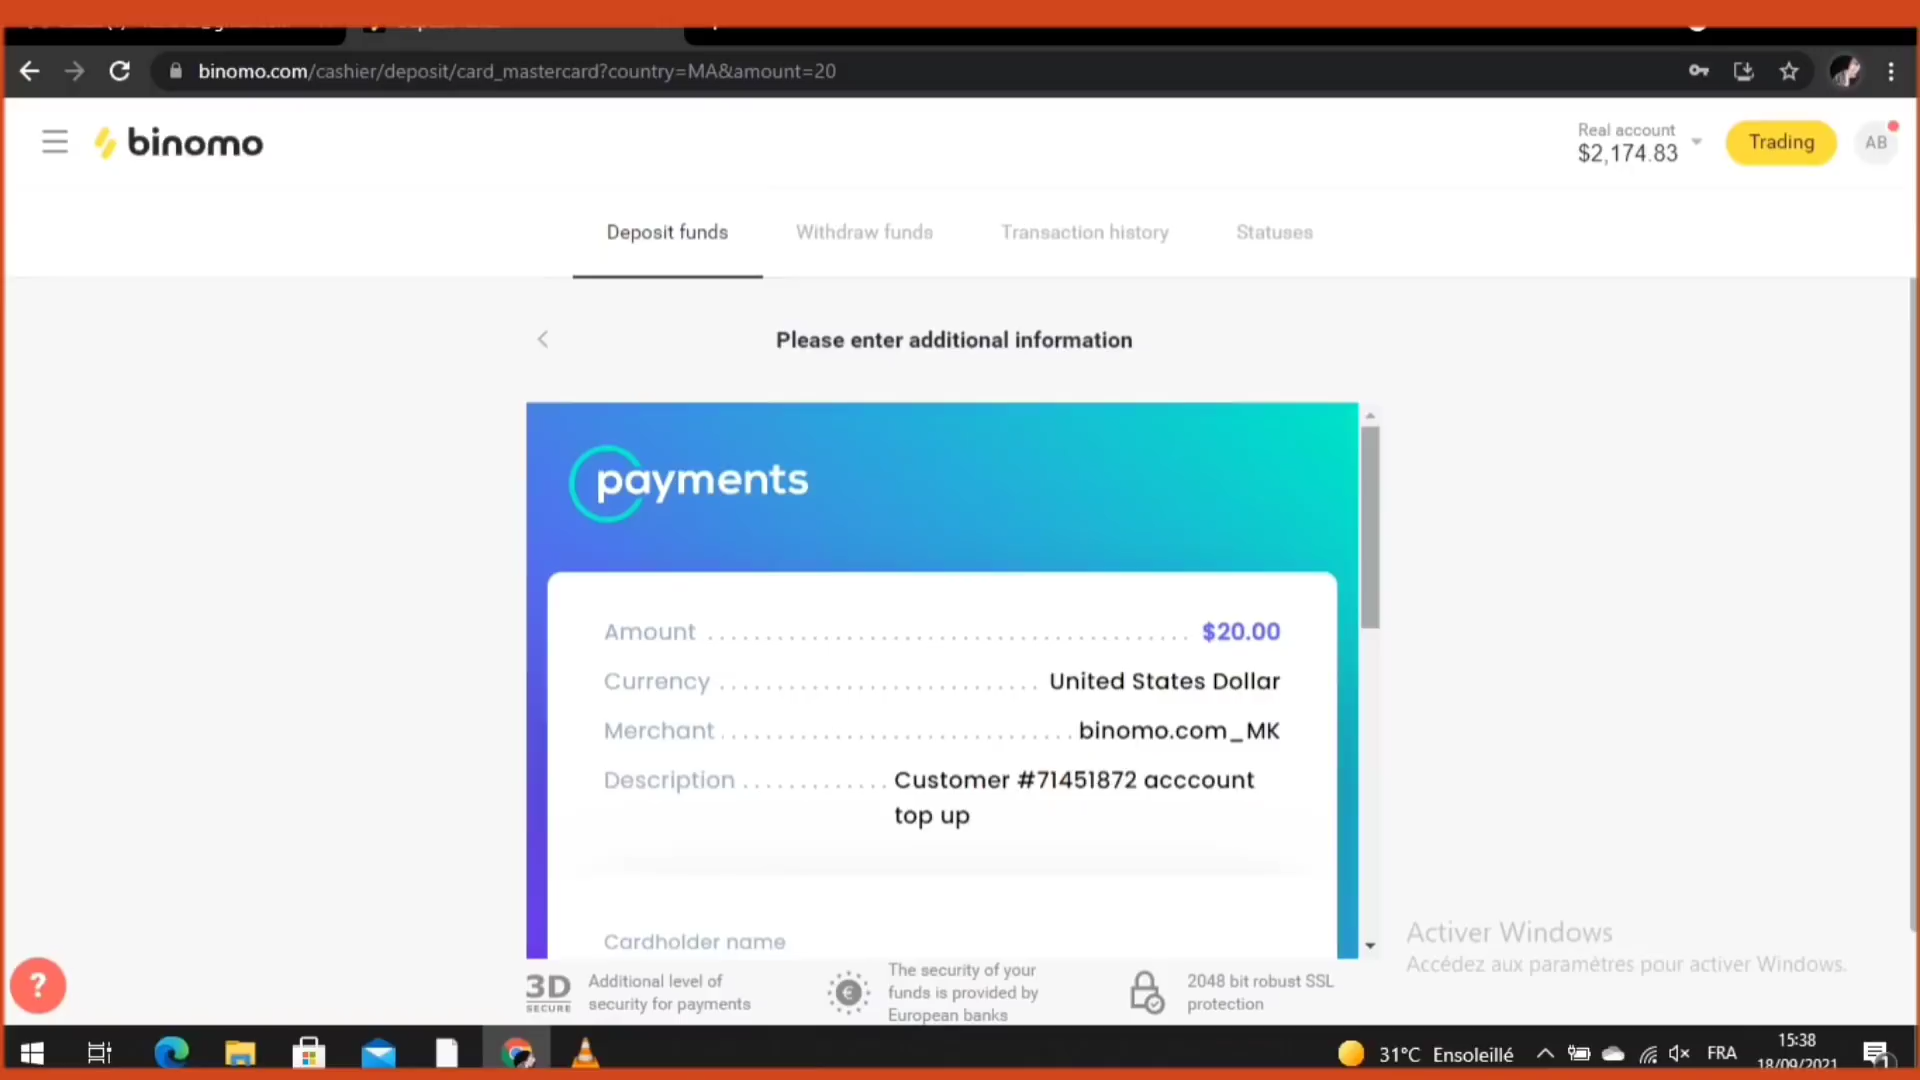 binomo.com/cashier/deposit/card_mastercard?country=MA&amount=20
binomo
Real account
$2,174.83
Trading
AB
Deposit funds
Withdraw funds
Transaction history
Statuses
Please enter additional information
payments
Amount ........................................ $20.00
Currency ............................ United States Dollar
Merchant .............................. binomo.com_MK
Description ............. Customer #71451872 acccount
top up
Cardholder name
3D
SECURE
Additional level of
security for payments
€
The security of your
funds is provided by
European banks
2048 bit robust SSL
protection
Activer Windows
Accédez aux paramètres pour activer Windows.
?
31°C Ensoleillé
FRA
15:38
18/09/2021
1